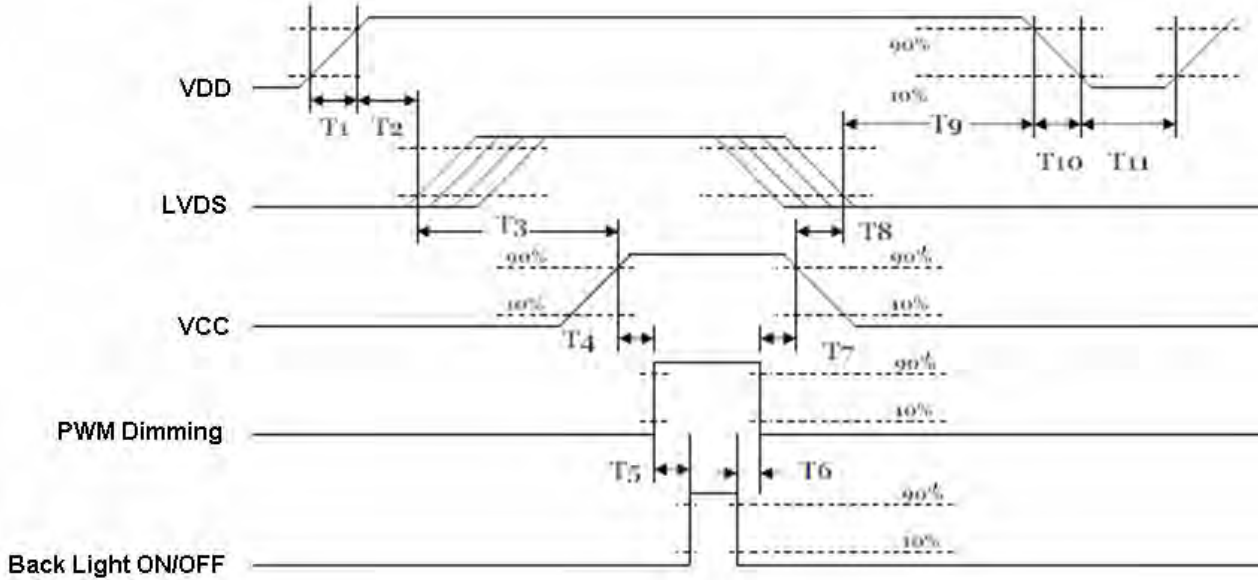 90%
VDD
10%
T1 T2 T9
T10 T11
LVDS
T3 T8
90% 90%
10% 10%
VCC
T4 T7
90%
10%
PWM Dimming
T5 T6
90%
10%
Back Light ON/OFF